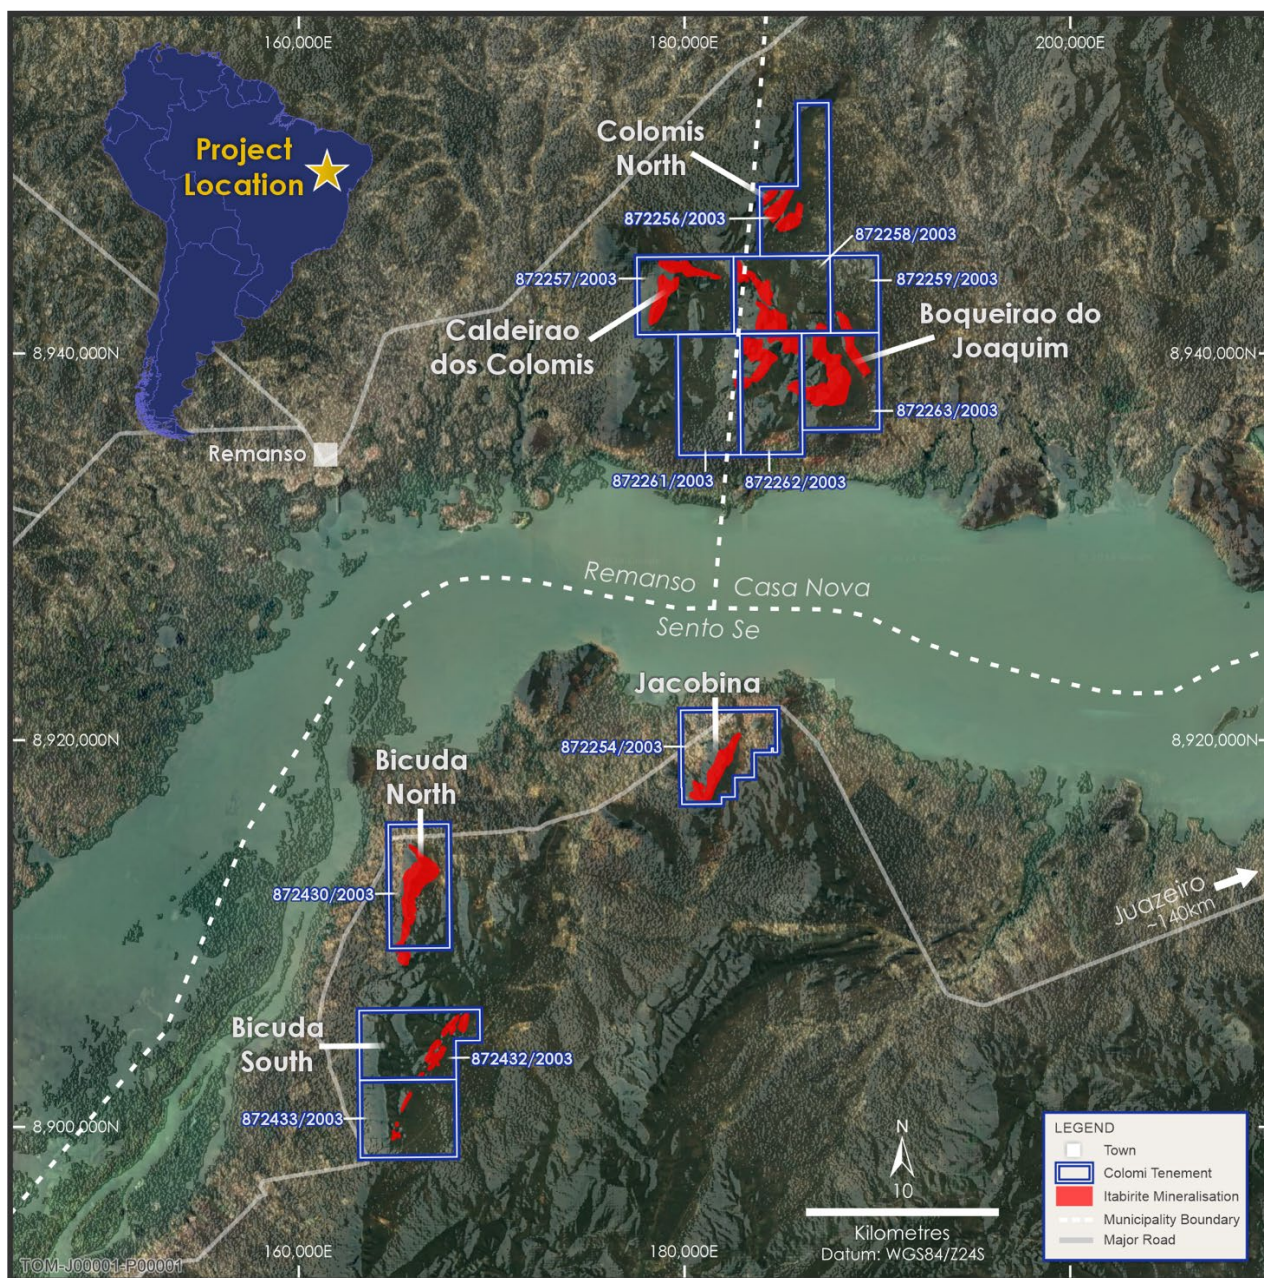 160,000E
180,000E
200,000E
Project
Location
Colomis
North
872256/2003
872258/2003
872257/2003
872259/2003
Caldeirao
dos Colomis
Boqueirao do
Joaquim
8,940,000N
8,940,000N
872263/2003
Remanso
872261/2003
872262/2003
Remanso
Casa Nova
Sento Se
Jacobina
872254/2003
8,920,000N
8,920,000N
Bicuda
North
872430/2003
Juazeiro
~140km
Bicuda
South
872432/2003
872433/2003
8,900,000N
N
10
Kilometres
Datum: WGS84/Z24S
160,000E
180,000E
TOM-J00001-P00001
LEGEND
Town
Colomi Tenement
Itabirite Mineralisation
Municipality Boundary
Major Road